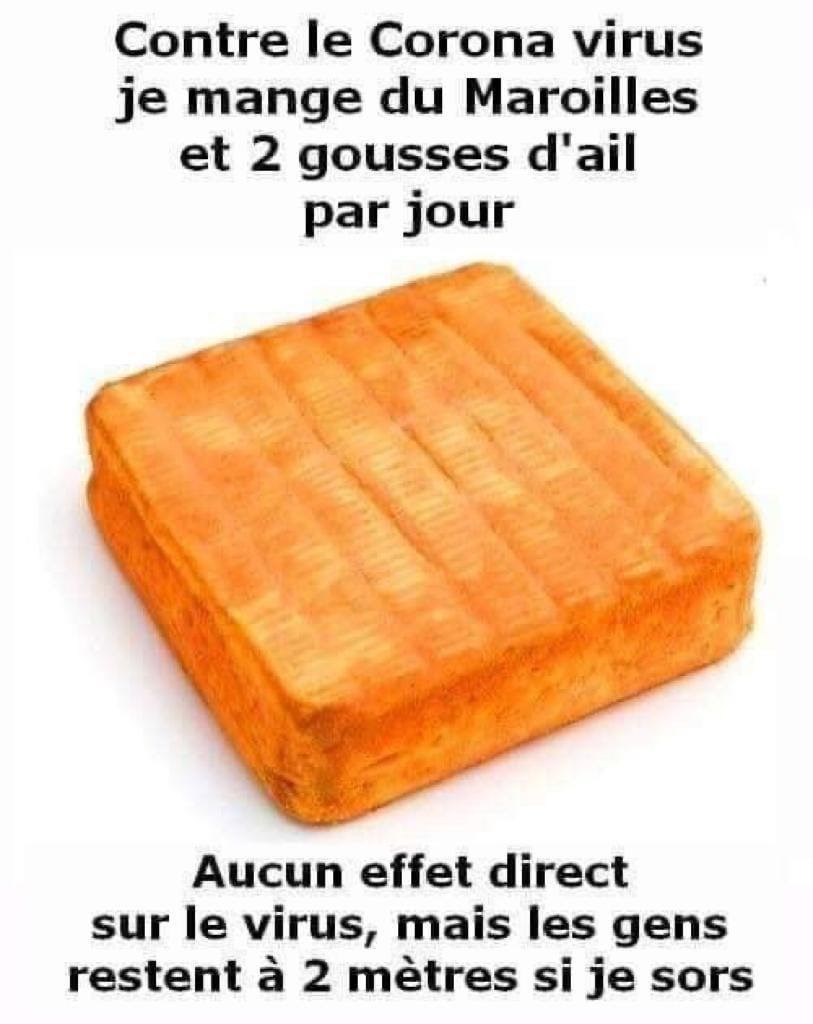 Contre le Corona virus
je mange du Maroilles
et 2 gousses d'ail
par jour
Aucun effet direct
sur le virus, mais les gens
restent à 2 mètres si je sors